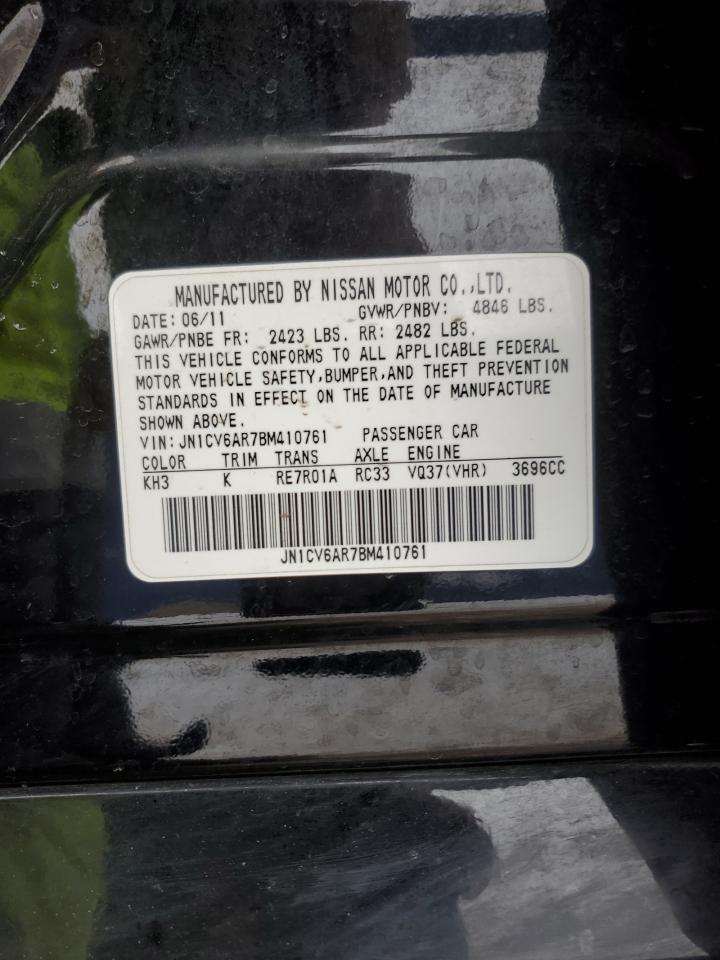 MANUFACTURED BY NISSAN MOTOR CO.,LTD.
DATE: 06/11 GVWR/PNBV: 4846 LBS.
GAWR/PNBE FR: 2423 LBS. RR: 2482 LBS.
THIS VEHICLE CONFORMS TO ALL APPLICABLE FEDERAL
MOTOR VEHICLE SAFETY,BUMPER,AND THEFT PREVENTION
STANDARDS IN EFFECT ON THE DATE OF MANUFACTURE
SHOWN ABOVE.
VIN:JN1CV6AR7BM410761 PASSENGER CAR
COLOR TRIM TRANS AXLE ENGINE
KH3 K RE7R01A RC33 VQ37(VHR) 3696CC
JN1CV6AR7BM410761